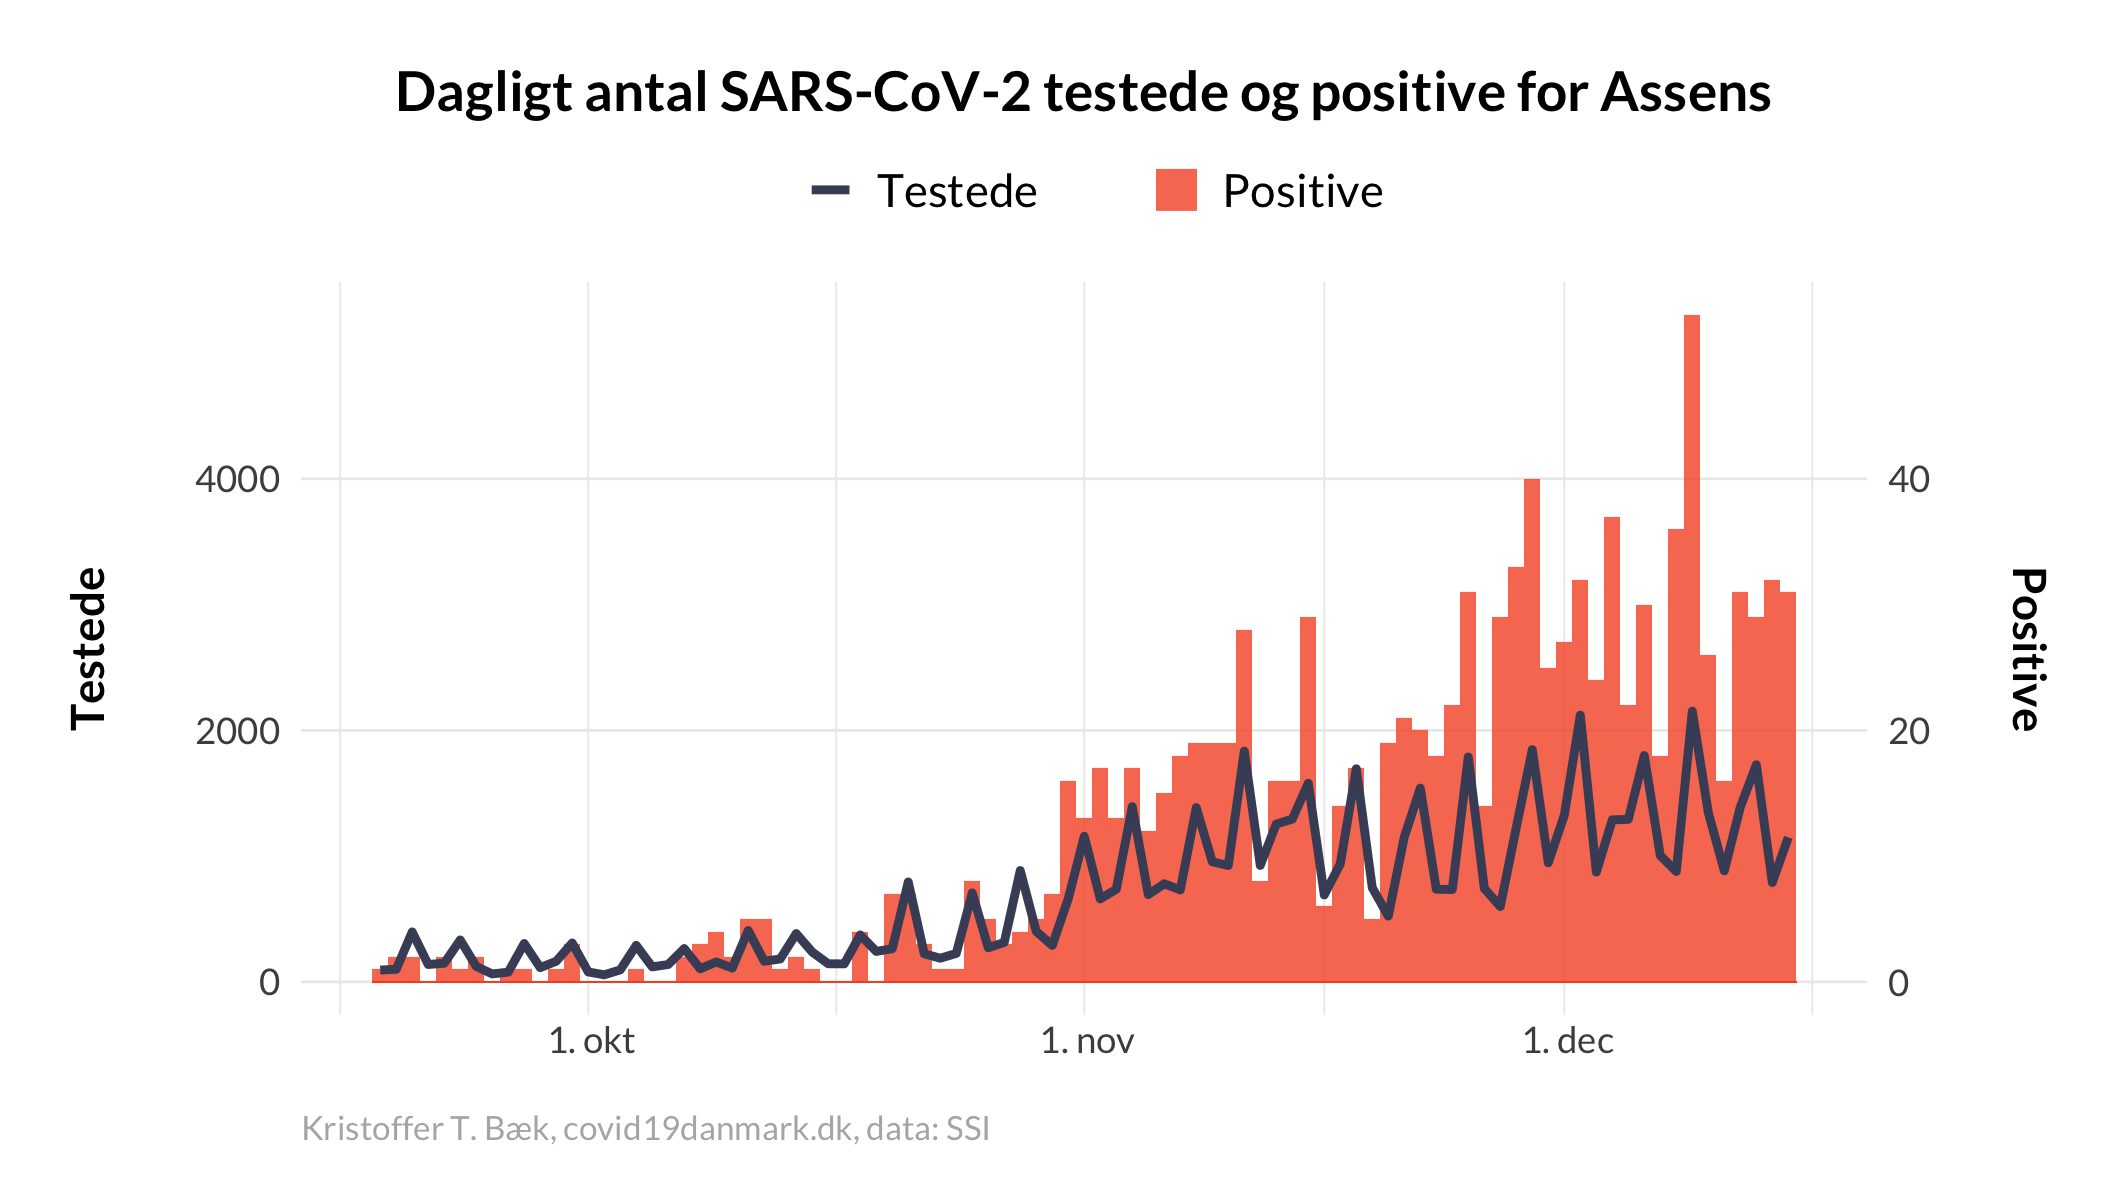 Dagligt antal SARS-CoV-2 testede og positive for Assens
Testede
Positive
4000
2000
0
40
20
0
Testede
Positive
1. okt
1. nov
1. dec
Kristoffer T. Bæk, covid19danmark.dk, data: SSI